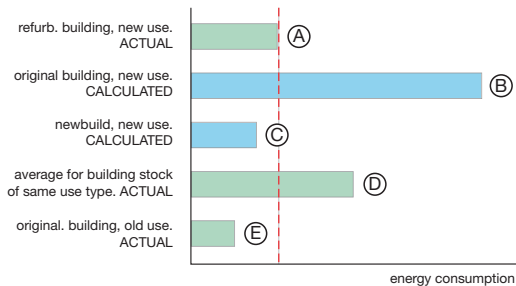 refurb. building, new use.
ACTUAL
A
original building, new use.
CALCULATED
B
newbuild, new use.
CALCULATED
C
average for building stock
of same use type. ACTUAL
D
original. building, old use.
ACTUAL
E
energy consumption